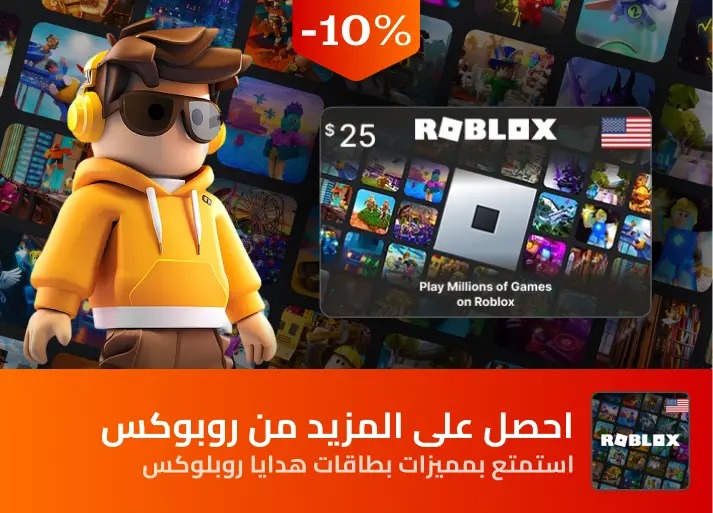 -10%
$ 25
ROBLOX
Play Millions of Games
on Roblox
احصل على المزيد من روبوكس
استمتع بمميزات بطاقات هدايا روبلوكس
ROBLOX